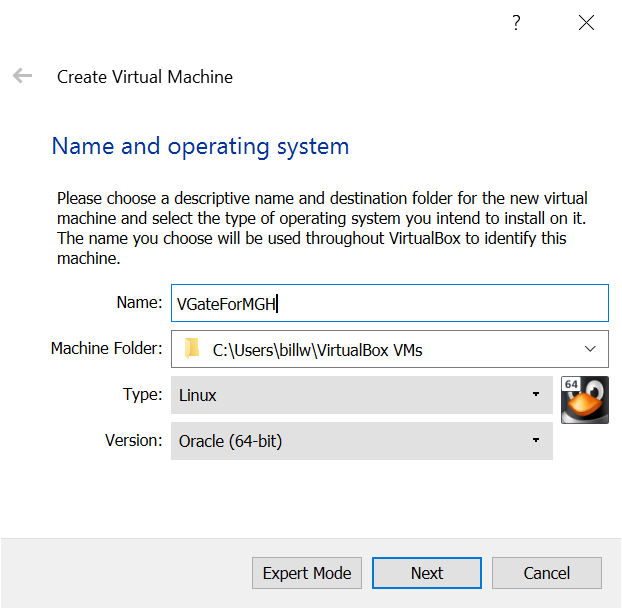 ?
Create Virtual Machine
Name and operating system
Please choose a descriptive name and destination folder for the new virtual
machine and select the type of operating system you intend to install on it.
The name you choose will be used throughout VirtualBox to identify this
machine.
Name: VGateForMGH
Machine Folder: C:\Users\billw\VirtualBox VMs
Type: Linux
64
Version: Oracle (64-bit)
Expert Mode Next Cancel